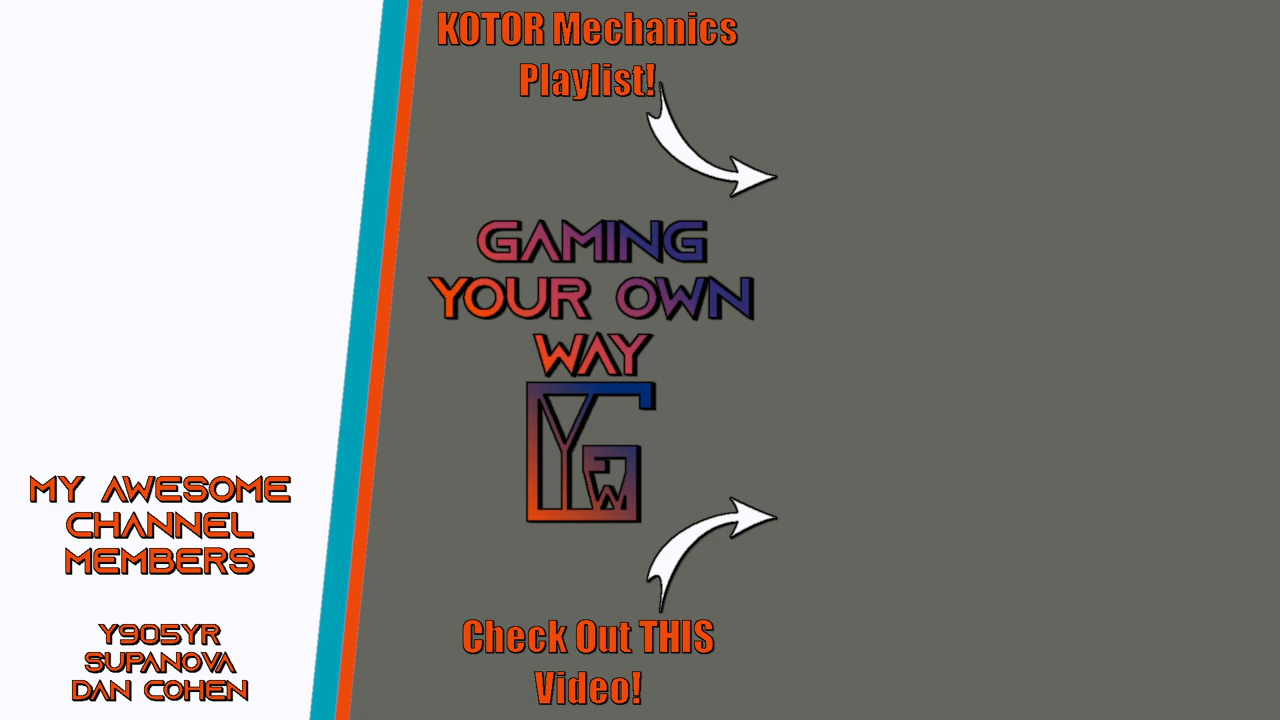 KOTOR Mechanics
Playlist!
GAMING
YOUR OWN
WAY
MY AWESOME
CHANNEL
MEMBERS
Y905YR
SUPANOVA
DAN COHEN
Check Out THIS
Video!